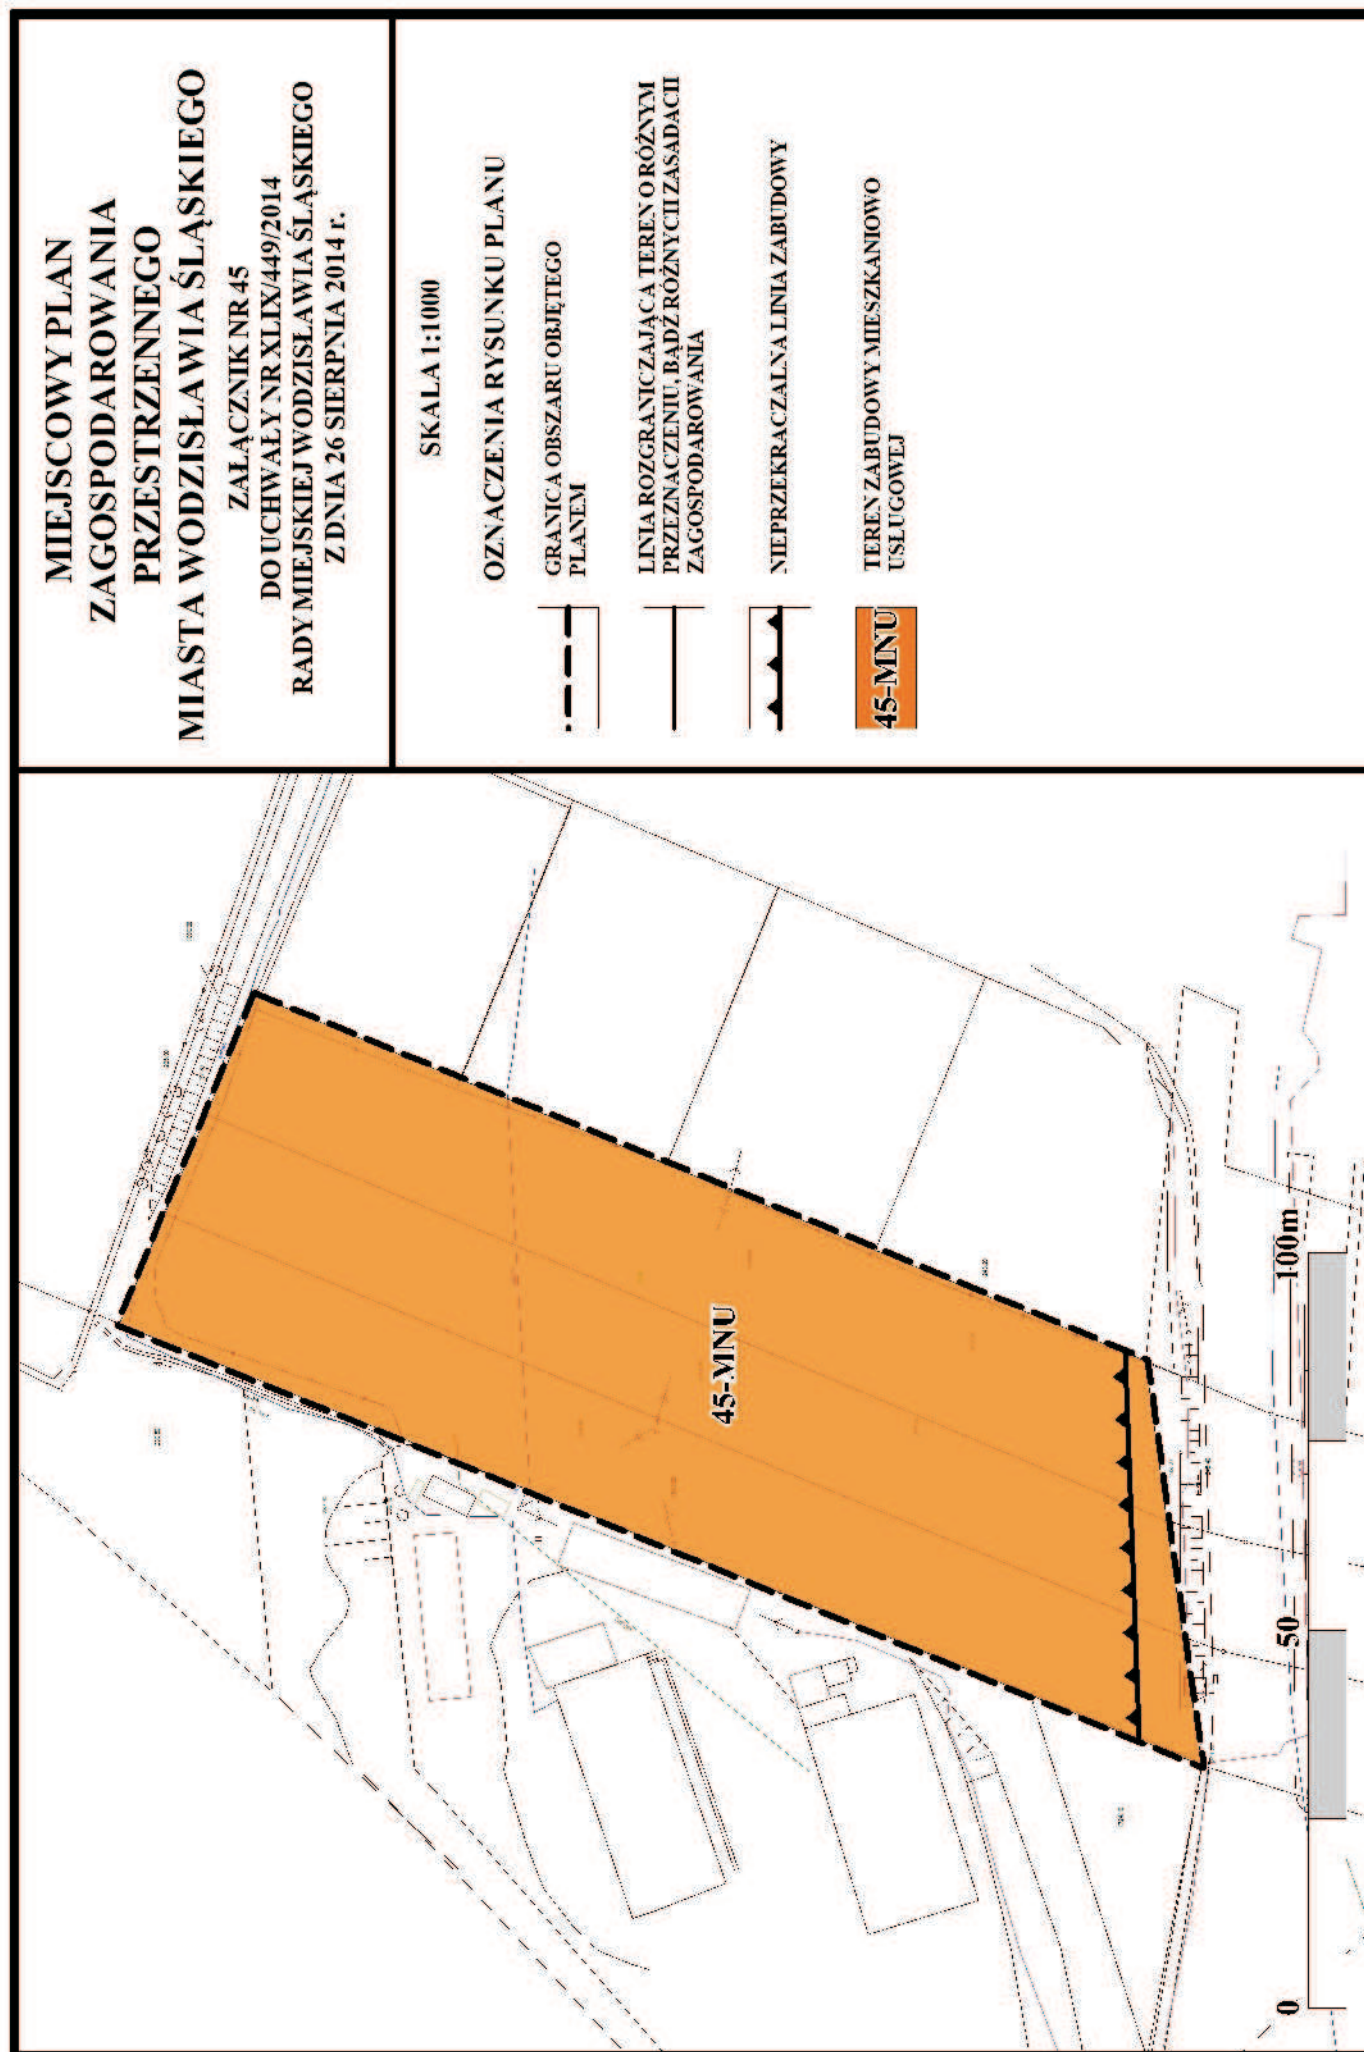 MIEJSCOWY PLAN
ZAGOSPODAROWANIA
PRZESTRZENNEGO
MIASTA WODZISŁAWIA ŚLĄSKIEGO
ZAŁĄCZNIK NR 45
DO UCHWAŁY NR XLIX/449/2014
RADY MIEJSKIEJ WODZISŁAWIA ŚLĄSKIEGO
Z DNIA 26 SIERPNIA 2014 r.
SKALA 1:1000
OZNACZENIA RYSUNKU PLANU
GRANICA OBSZARU OBJĘTEGO
PLANEM
LINIA ROZGRANICZAJĄCA TEREN O RÓŻNYM
PRZEZNACZENIU, BĄDŹ RÓŻNYCH ZASADACH
ZAGOSPODAROWANIA
NIEPRZEKRACZALNA LINIA ZABUDOWY
45-MNU
TEREN ZABUDOWY MIESZKANIOWO
USŁUGOWEJ
45-MNU
0
50
100m